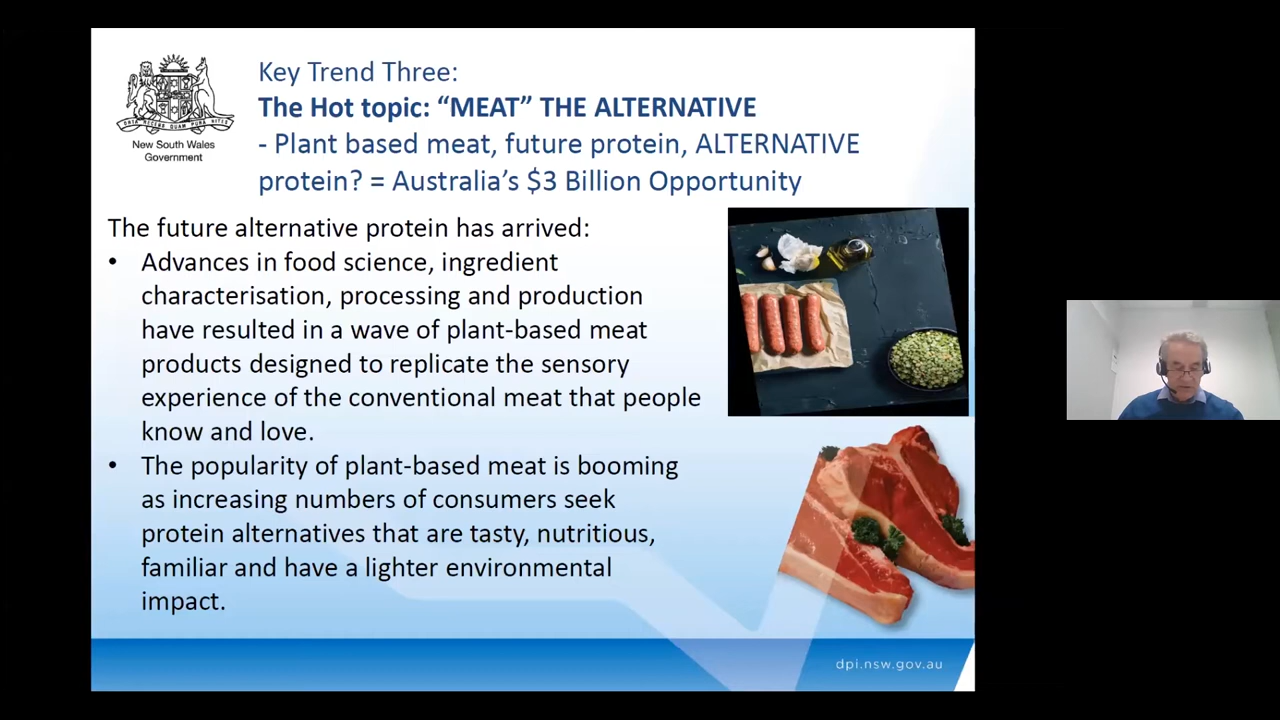 New South Wales
Government
Key Trend Three:
The Hot topic: “MEAT” THE ALTERNATIVE
- Plant based meat, future protein, ALTERNATIVE
protein? = Australia’s $3 Billion Opportunity
The future alternative protein has arrived:
• Advances in food science, ingredient
characterisation, processing and production
have resulted in a wave of plant-based meat
products designed to replicate the sensory
experience of the conventional meat that people
know and love.
• The popularity of plant-based meat is booming
as increasing numbers of consumers seek
protein alternatives that are tasty, nutritious,
familiar and have a lighter environmental
impact.
dpi.nsw.gov.au